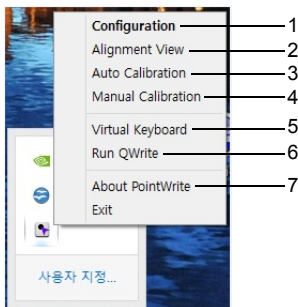 Configuration 1
Alignment View 2
Auto Calibration 3
Manual Calibration 4
Virtual Keyboard 5
Run QWrite 6
About PointWrite 7
Exit
사용자 지정...